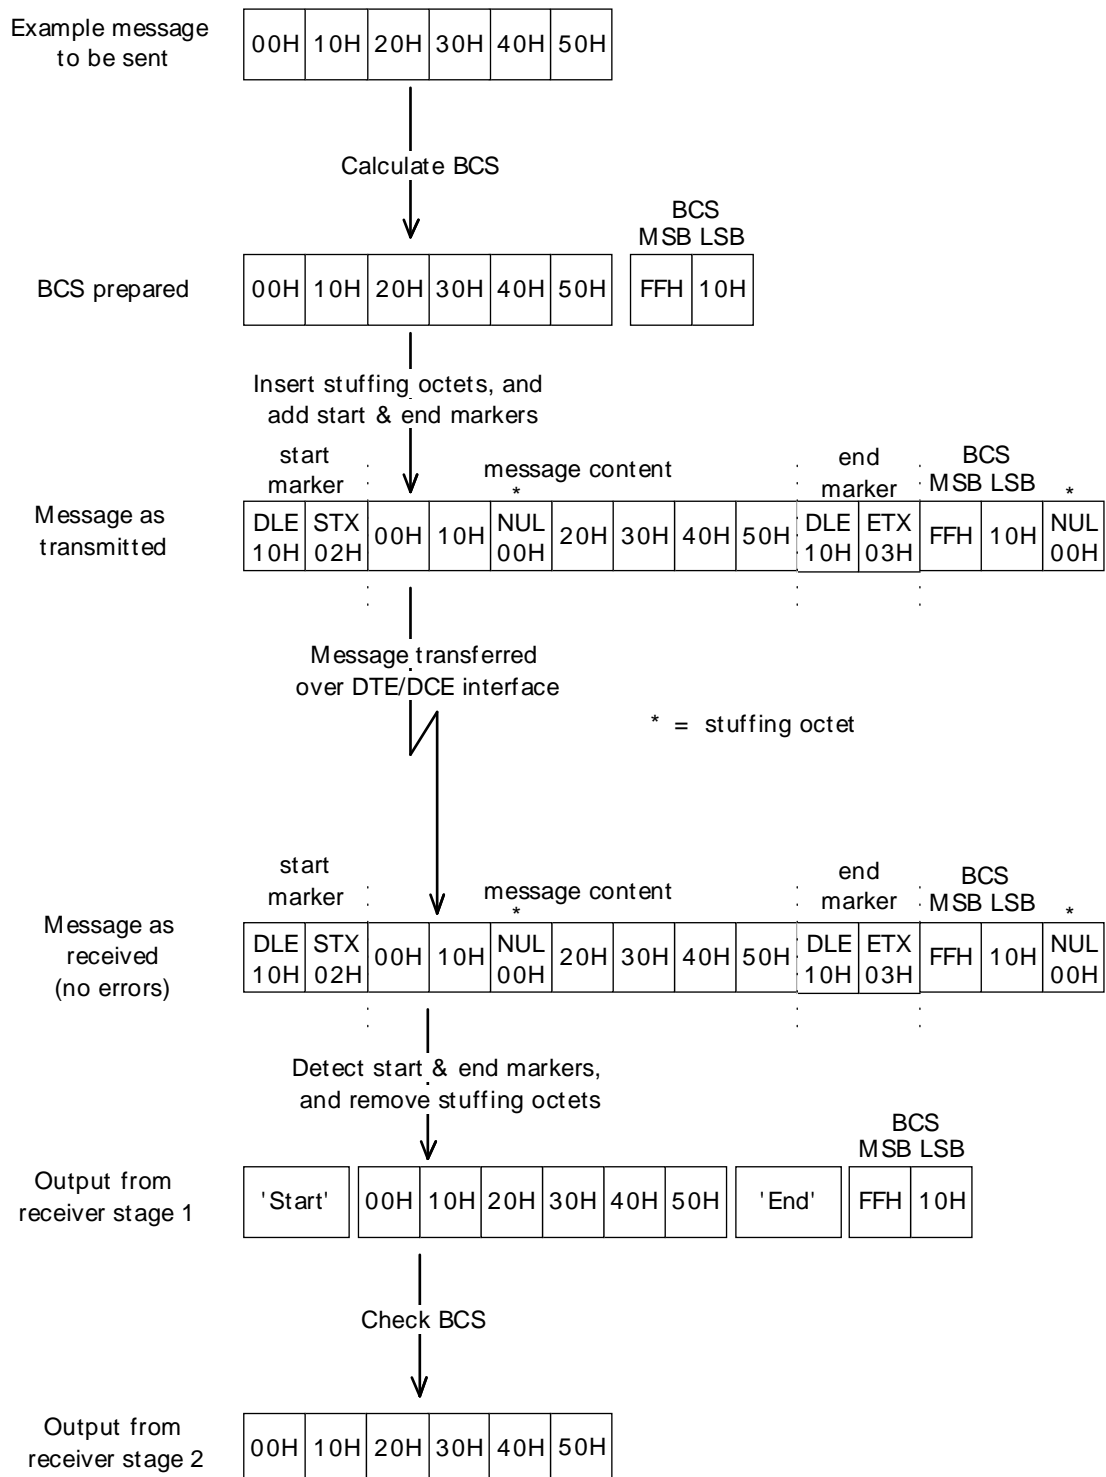 Example message
to be sent
00H 10H 20H 30H 40H 50H
Calculate BCS
BCS
MSB LSB
BCS prepared
00H 10H 20H 30H 40H 50H FFH 10H
Insert stuffing octets, and
add start & end markers
start
marker
message content
*
end
marker
BCS
MSB LSB
*
Message as
transmitted
DLE STX 00H 10H NUL 20H 30H 40H 50H DLE ETX FFH 10H NUL
10H 02H 00H 10H 03H 00H
Message transferred
over DTE/DCE interface
* = stuffing octet
start
marker
message content
*
end
marker
BCS
MSB LSB
*
Message as
received
(no errors)
DLE STX 00H 10H NUL 20H 30H 40H 50H DLE ETX FFH 10H NUL
10H 02H 00H 10H 03H 00H
Detect start & end markers,
and remove stuffing octets
BCS
MSB LSB
Output from
receiver stage 1
'Start' 00H 10H 20H 30H 40H 50H 'End' FFH 10H
Check BCS
Output from
receiver stage 2
00H 10H 20H 30H 40H 50H